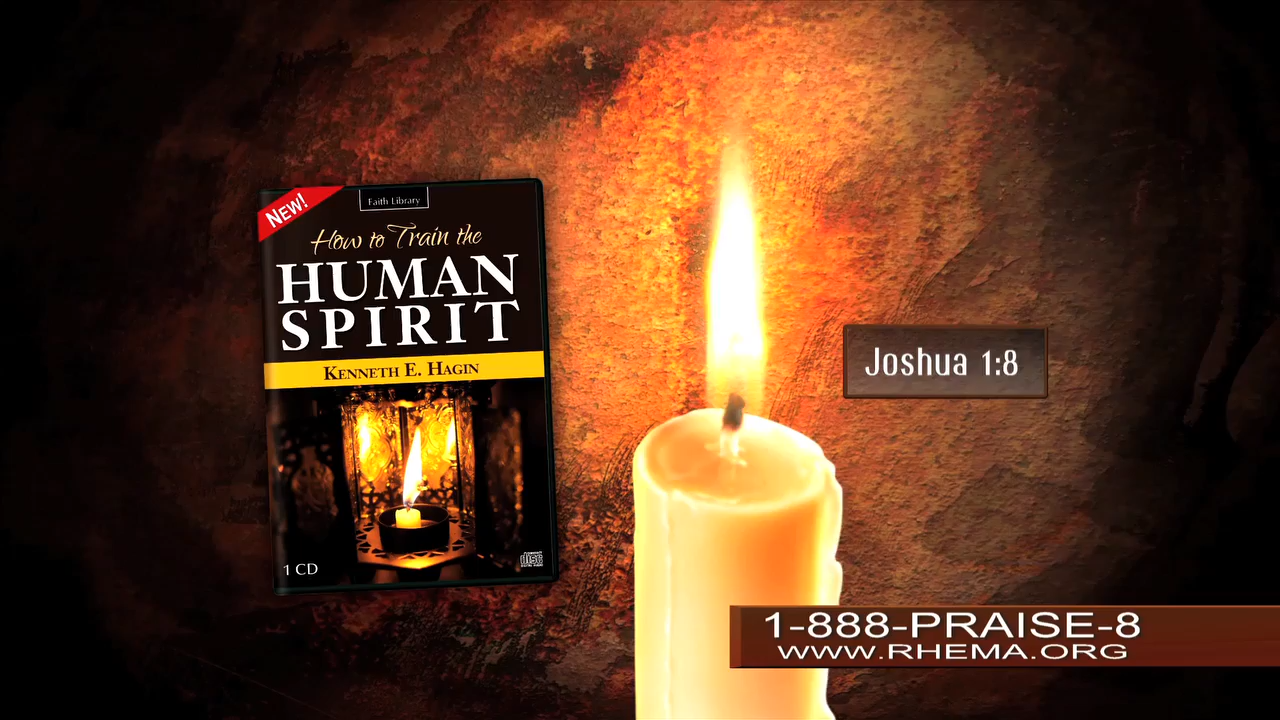 NEW!
Faith Library
How to Train the
HUMAN
SPIRIT
KENNETH E. HAGIN
1 CD
Joshua 1:8
1-888-PRAISE-8
WWW.RHEMA.ORG